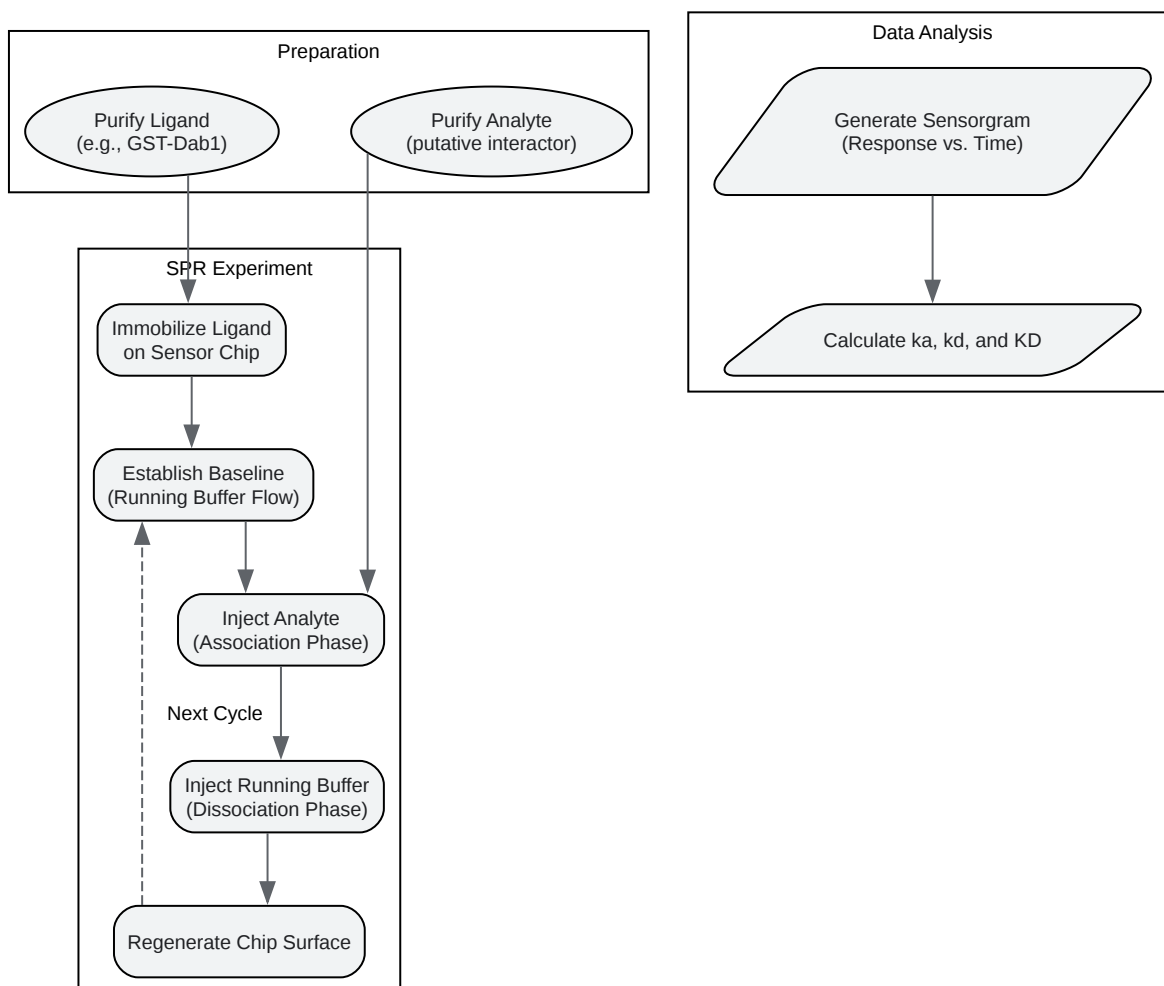 Preparation
Purify Ligand
(e.g., GST-Dab1)
Purify Analyte
(putative interactor)
SPR Experiment
Immobilize Ligand
on Sensor Chip
Establish Baseline
(Running Buffer Flow)
Inject Analyte
(Association Phase)
Next Cycle
Inject Running Buffer
(Dissociation Phase)
Regenerate Chip Surface
Data Analysis
Generate Sensorgram
(Response vs. Time)
Calculate ka, kd, and KD